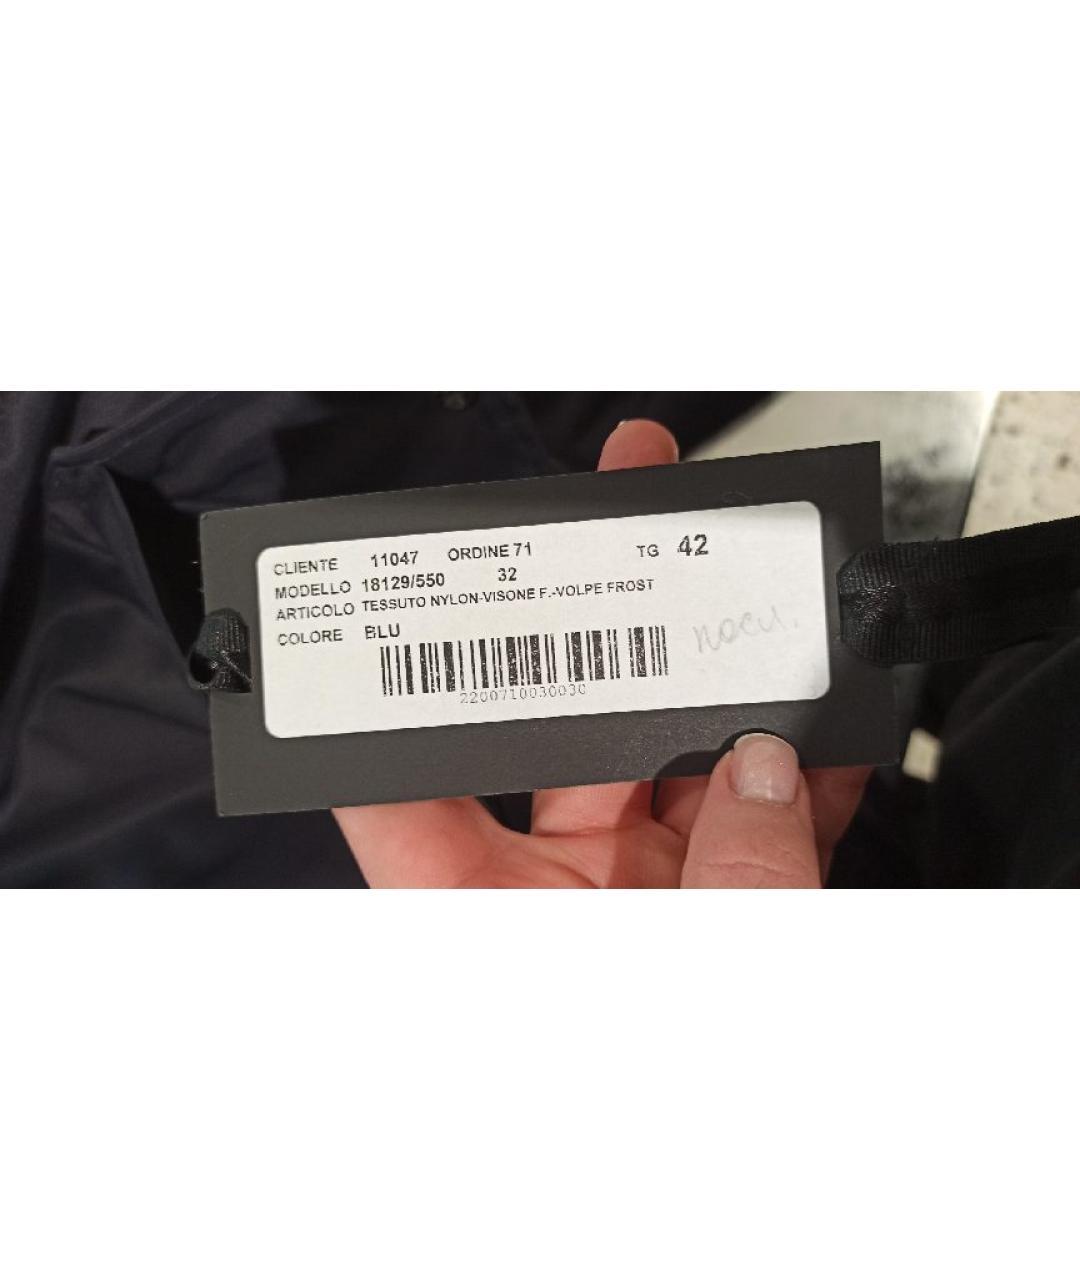 CLIENTE 11047 ORDINE 71 TG 42
MODELLO 18129/550 32
ARTICOLO TESSUTO NYLON-VISONE F.-VOLPE FROST
COLORE BLU
2200710030030